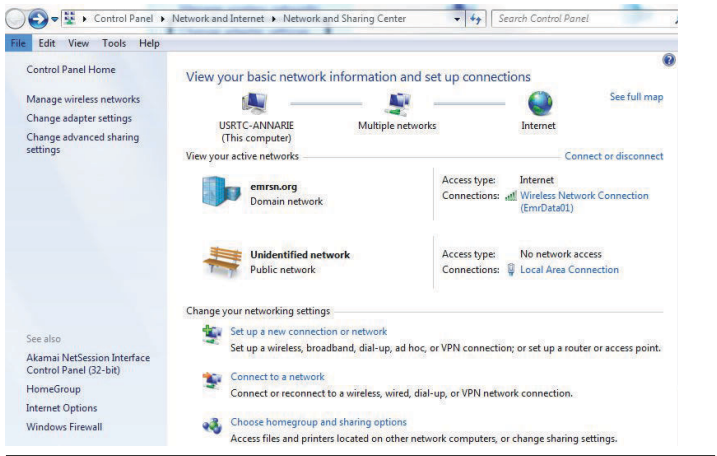 Control Panel ▸ Network and Internet ▸ Network and Sharing Center
Search Control Panel
File Edit View Tools Help
Control Panel Home
Manage wireless networks
Change adapter settings
Change advanced sharing
settings
See also
Akamai NetSession Interface
Control Panel (32-bit)
HomeGroup
Internet Options
Windows Firewall
View your basic network information and set up connections
See full map
USRTC-ANNARIE
(This computer)
Multiple networks
Internet
View your active networks
Connect or disconnect
emrsn.org
Domain network
Access type: Internet
Connections: Wireless Network Connection
(EmrData01)
Unidentified network
Public network
Access type: No network access
Connections: Local Area Connection
Change your networking settings
Set up a new connection or network
Set up a wireless, broadband, dial-up, ad hoc, or VPN connection; or set up a router or access point.
Connect to a network
Connect or reconnect to a wireless, wired, dial-up, or VPN network connection.
Choose homegroup and sharing options
Access files and printers located on other network computers, or change sharing settings.